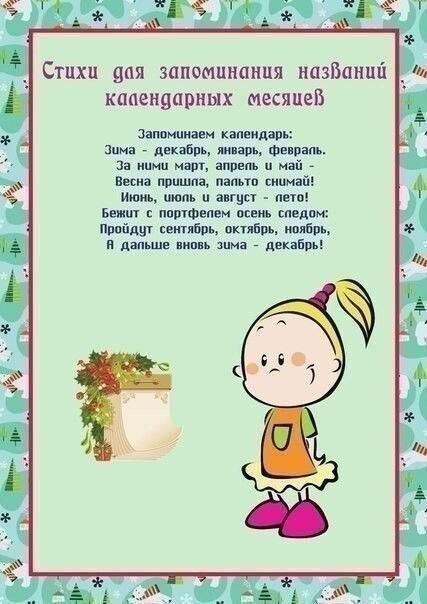 Стихи для запоминания названий
календарных месяцев
Запоминаем календарь:
Зима - декабрь, январь, февраль.
За ними март, апрель и май -
Весна пришла, пальто снимай!
Июнь, июль и август - лето!
Бежит с портфелем осень следом:
Пройдут сентябрь, октябрь, ноябрь,
А дальше вновь зима - декабрь!